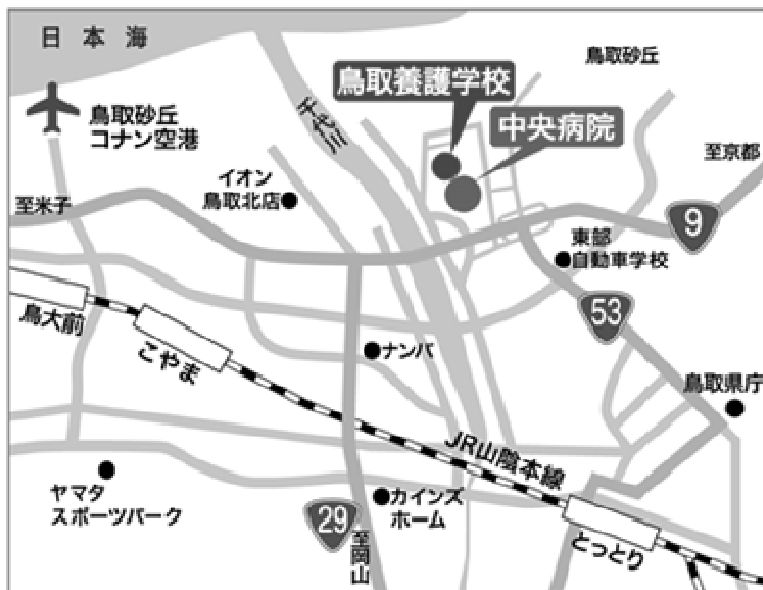 日本海
鳥取砂丘
鳥取養護学校
千代川
鳥取砂丘
コナン空港
中央病院
至京都
イオン
鳥取北店
至米子
9
東部
自動車学校
53
鳥大前
こやま
ナンバ
鳥取県庁
JR山陰本線
ヤマタ
スポーツパーク
カインズ
ホーム
29
至岡山
とっとり